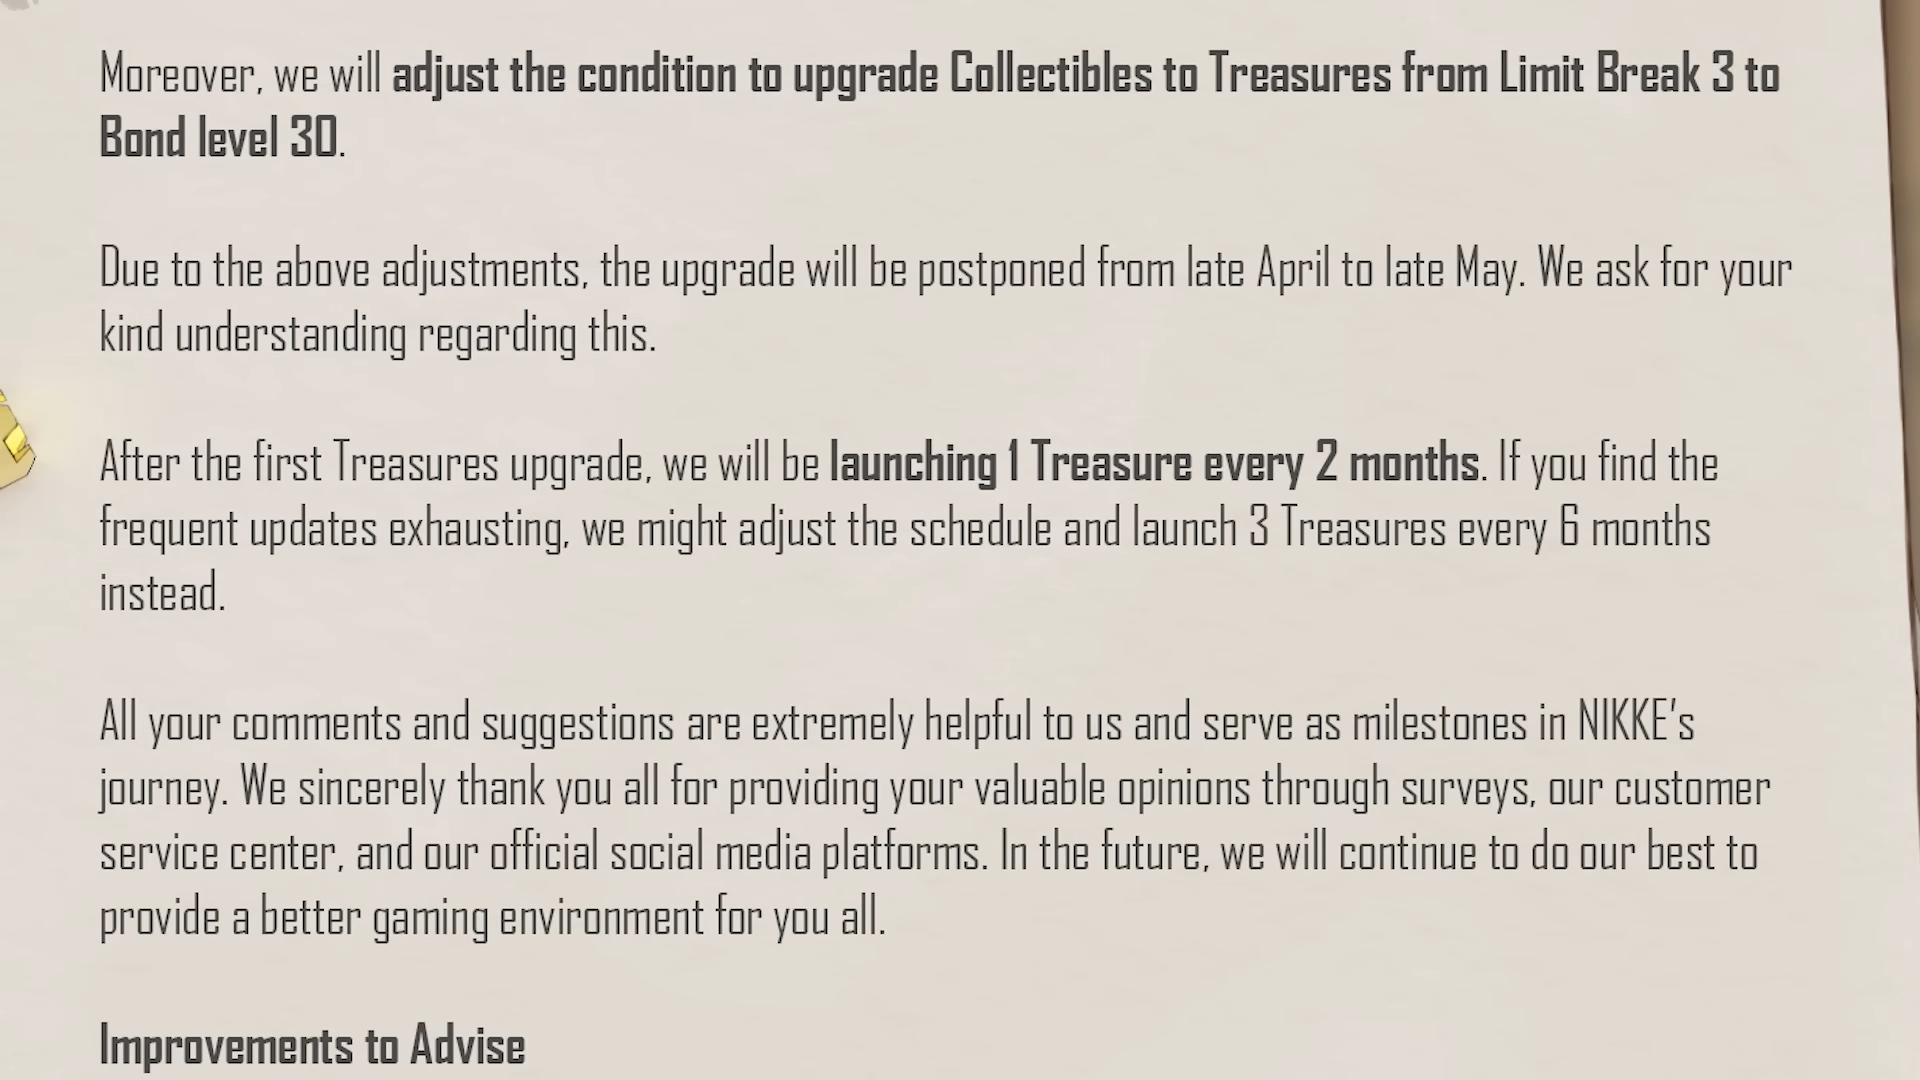 Moreover, we will adjust the condition to upgrade Collectibles to Treasures from Limit Break 3 to
Bond level 30.
Due to the above adjustments, the upgrade will be postponed from late April to late May. We ask for your
kind understanding regarding this.
After the first Treasures upgrade, we will be launching 1 Treasure every 2 months. If you find the
frequent updates exhausting, we might adjust the schedule and launch 3 Treasures every 6 months
instead.
All your comments and suggestions are extremely helpful to us and serve as milestones in NIKKE's
journey. We sincerely thank you all for providing your valuable opinions through surveys, our customer
service center, and our official social media platforms. In the future, we will continue to do our best to
provide a better gaming environment for you all.
Improvements to Advise